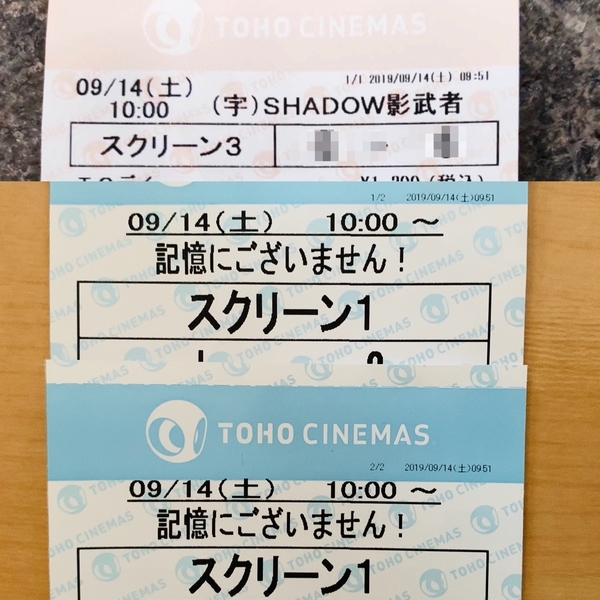 TOHO CINEMAS
1/1 2019/09/14(土) 09:51
09/14(土)
10:00 (字)SHADOW影武者
スクリーン3
1/2 2019/09/14(土)0951
09/14(土) 10:00 ～
記憶にございません！
スクリーン1
TOHO CINEMAS
2/2 2019/09/14(土)0951
09/14(土) 10:00 ～
記憶にございません！
スクリーン1